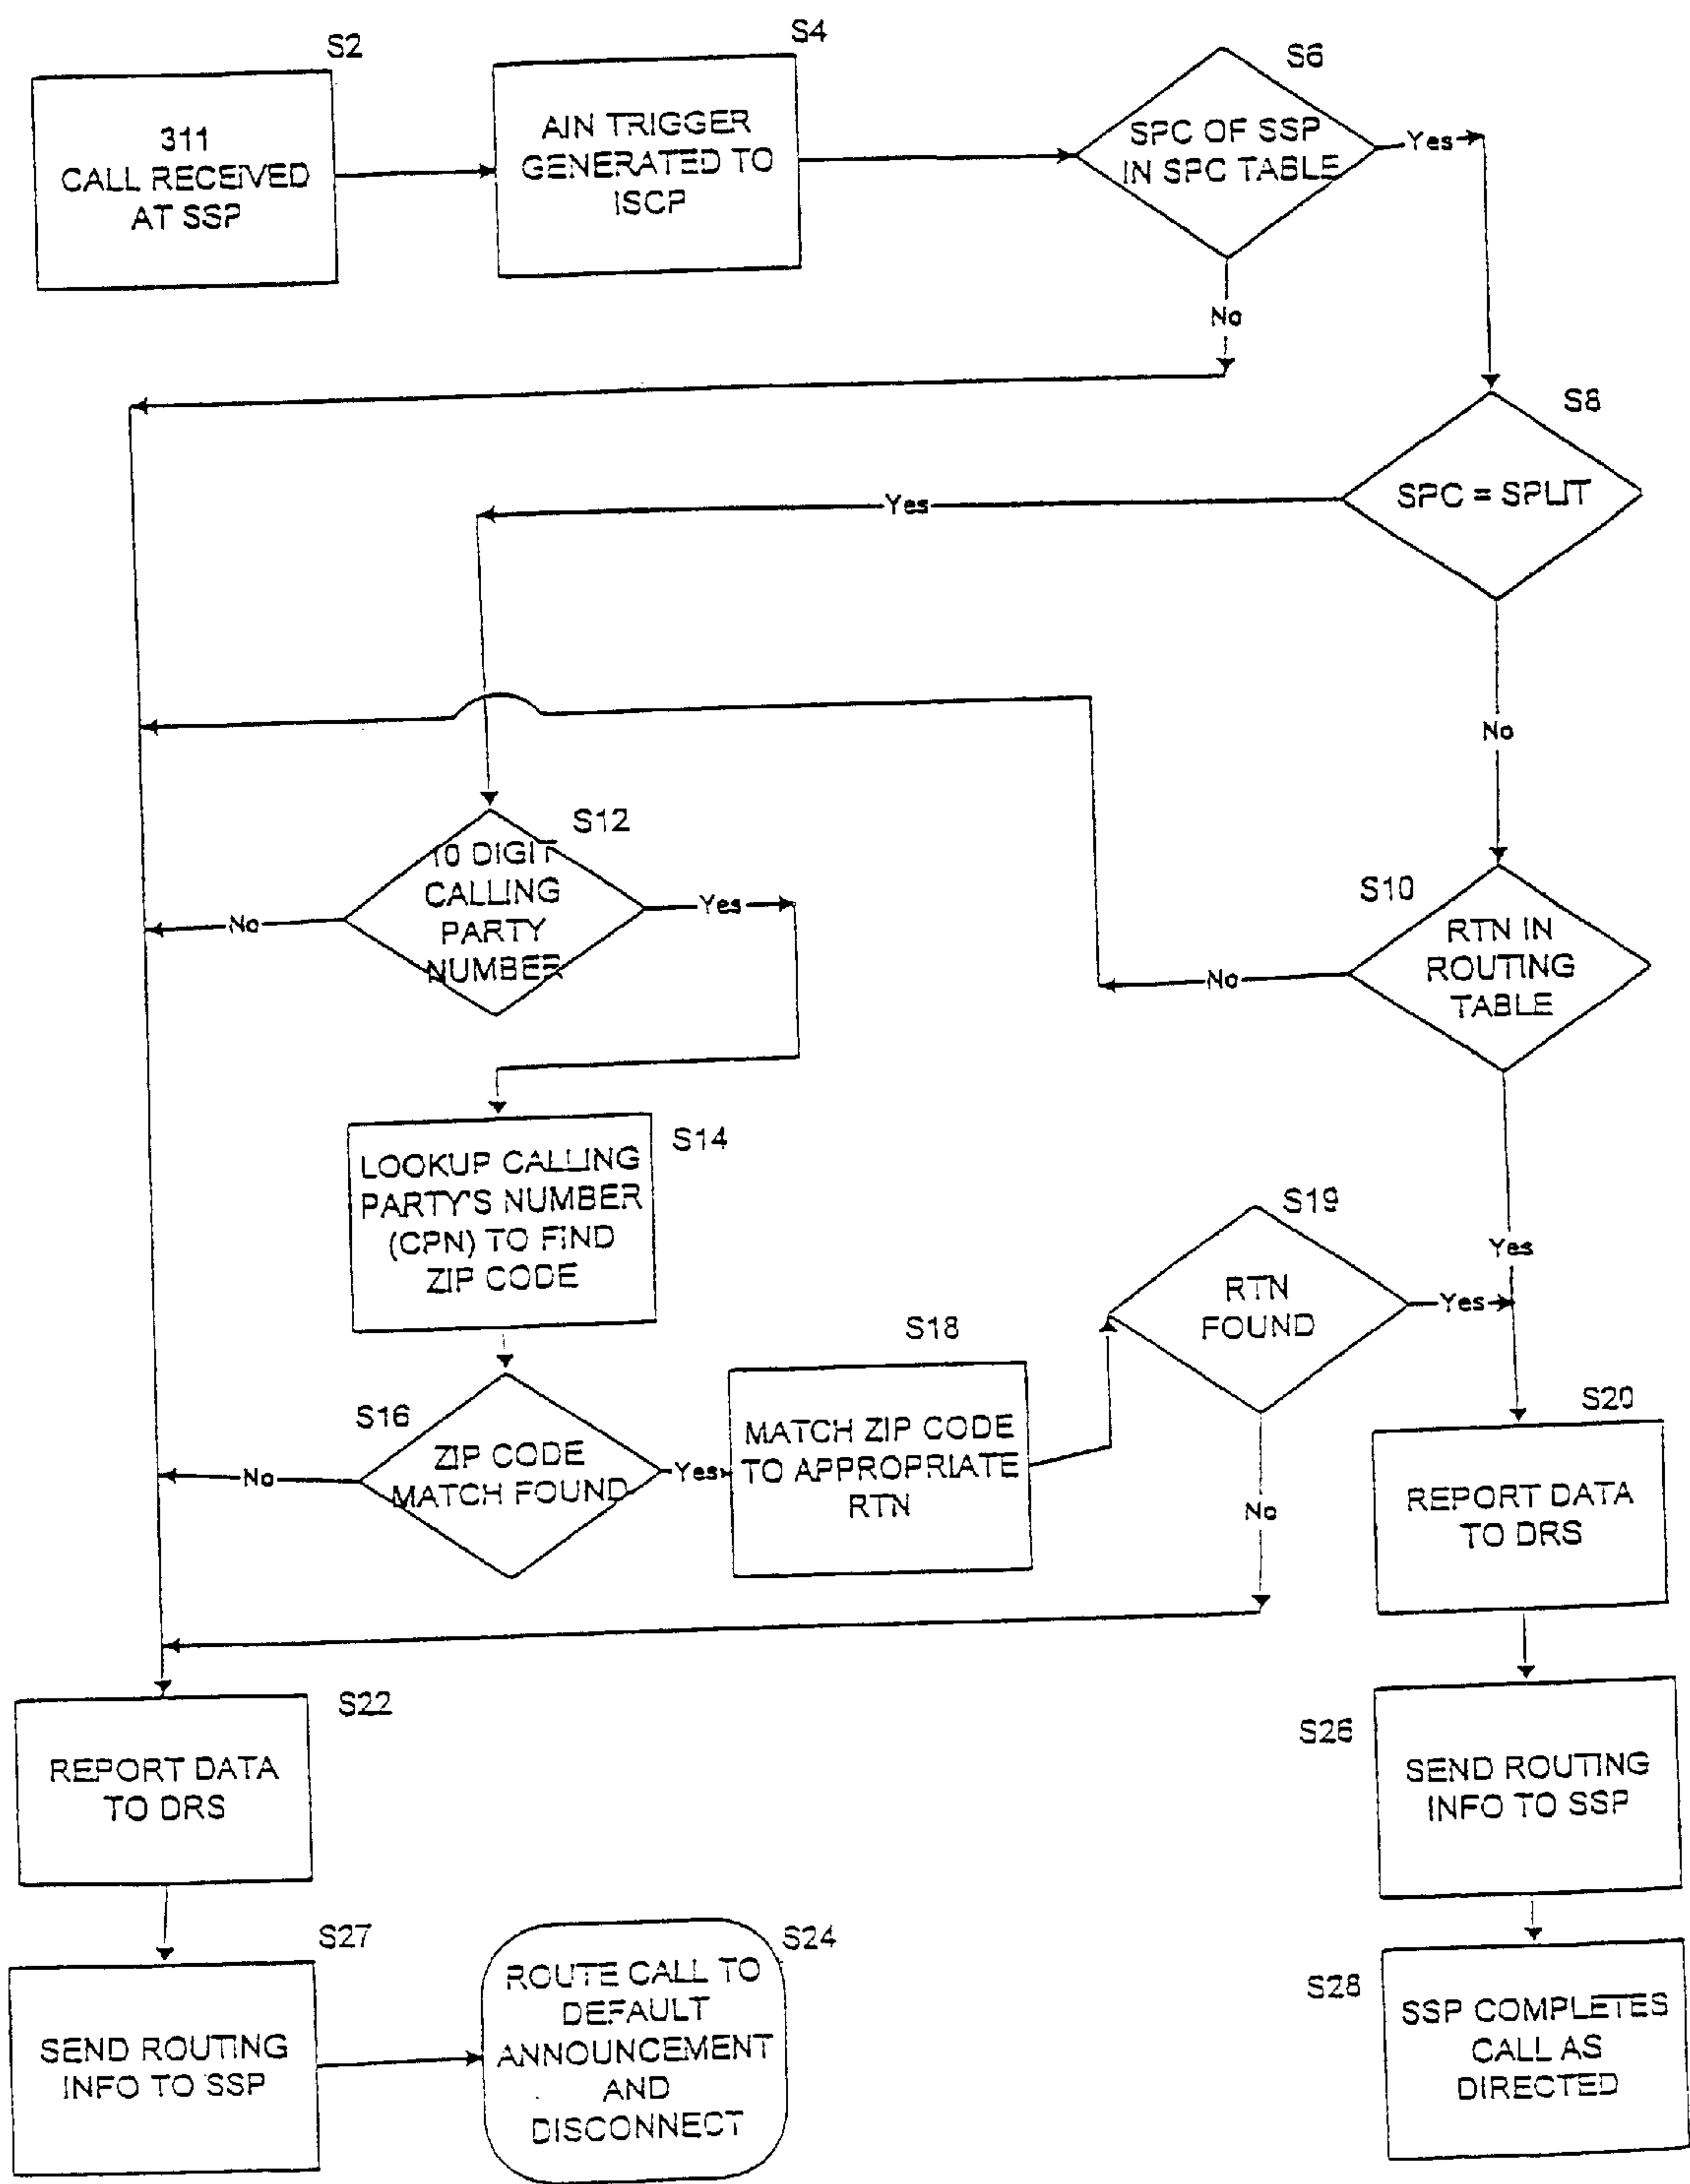 S2
311
CALL RECEIVED
AT SSP
S4
AIN TRIGGER
GENERATED TO
ISCP
S6
SPC OF SSP
IN SPC TABLE
Yes
No
S8
SPC = SPLIT
Yes
No
S12
10 DIGIT
CALLING
PARTY
NUMBER
No
Yes
S10
RTN IN
ROUTING
TABLE
No
Yes
S14
LOOKUP CALLING
PARTY'S NUMBER
(CPN) TO FIND
ZIP CODE
S16
ZIP CODE
MATCH FOUND
No
Yes
S18
MATCH ZIP CODE
TO APPROPRIATE
RTN
S19
RTN
FOUND
Yes
No
S20
REPORT DATA
TO DRS
S22
REPORT DATA
TO DRS
S26
SEND ROUTING
INFO TO SSP
S27
SEND ROUTING
INFO TO SSP
S24
ROUTE CALL TO
DEFAULT
ANNOUNCEMENT
AND
DISCONNECT
S28
SSP COMPLETES
CALL AS
DIRECTED